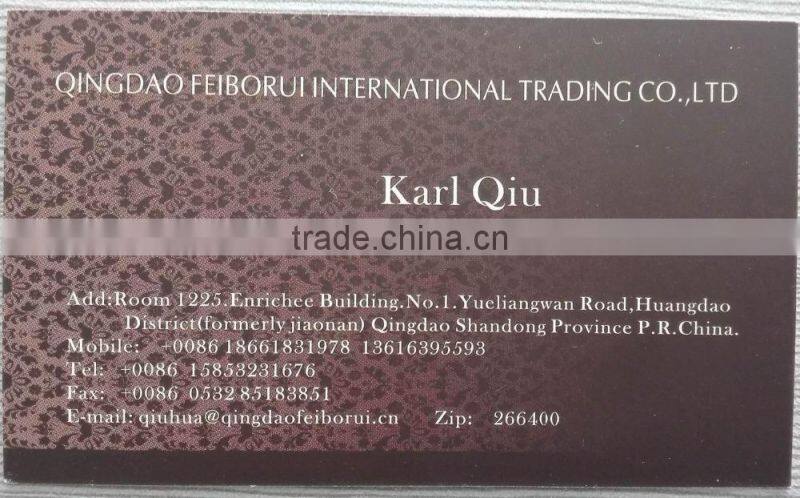 QINGDAO FEIBORUI INTERNATIONAL TRADING CO.,LTD
Karl Qiu
trade.china.cn
Add:Room 1225.Enrichee Building.No.1.Yueliangwan Road,Huangdao
District(formerly jiaonan) Qingdao Shandong Province P.R.China.
Mobile: +0086 18661831978 13616395593
Tel: +0086 15853231676
Fax: +0086 0532 85183851
E-mail: qiuhua@qingdaofeiborui.cn Zip: 266400